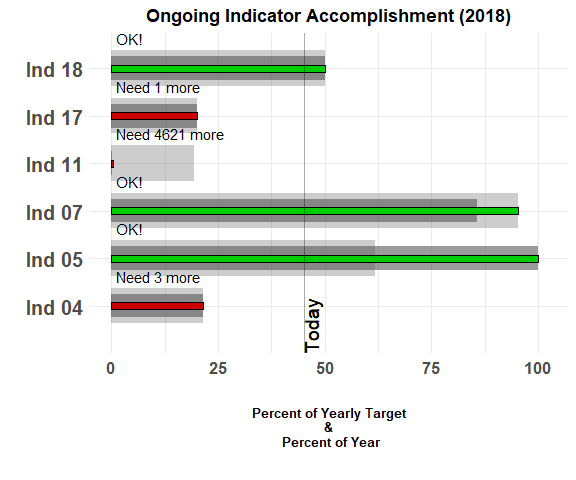 Ongoing Indicator Accomplishment (2018)
OK!
Ind 18
Need 1 more
Ind 17
Need 4621 more
Ind 11
OK!
Ind 07
OK!
Ind 05
Need 3 more
Ind 04
Today
0 25 50 75 100
Percent of Yearly Target
&
Percent of Year